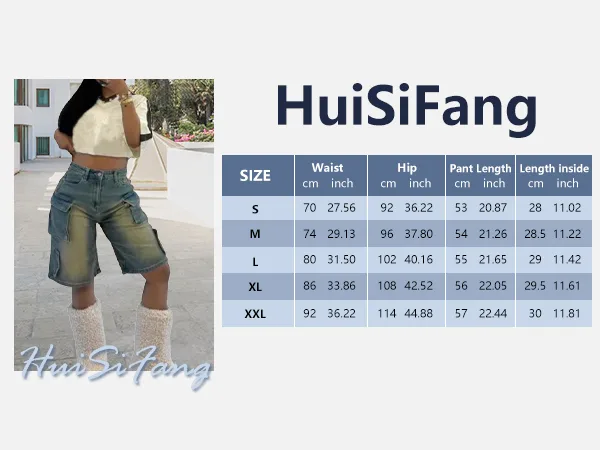 HuiSiFang
SIZE Waist Hip Pant Length Length inside
cm inch cm inch cm inch cm inch
S 70 27.56 92 36.22 53 20.87 28 11.02
M 74 29.13 96 37.80 54 21.26 28.5 11.22
L 80 31.50 102 40.16 55 21.65 29 11.42
XL 86 33.86 108 42.52 56 22.05 29.5 11.61
XXL 92 36.22 114 44.88 57 22.44 30 11.81
HuiSiFang